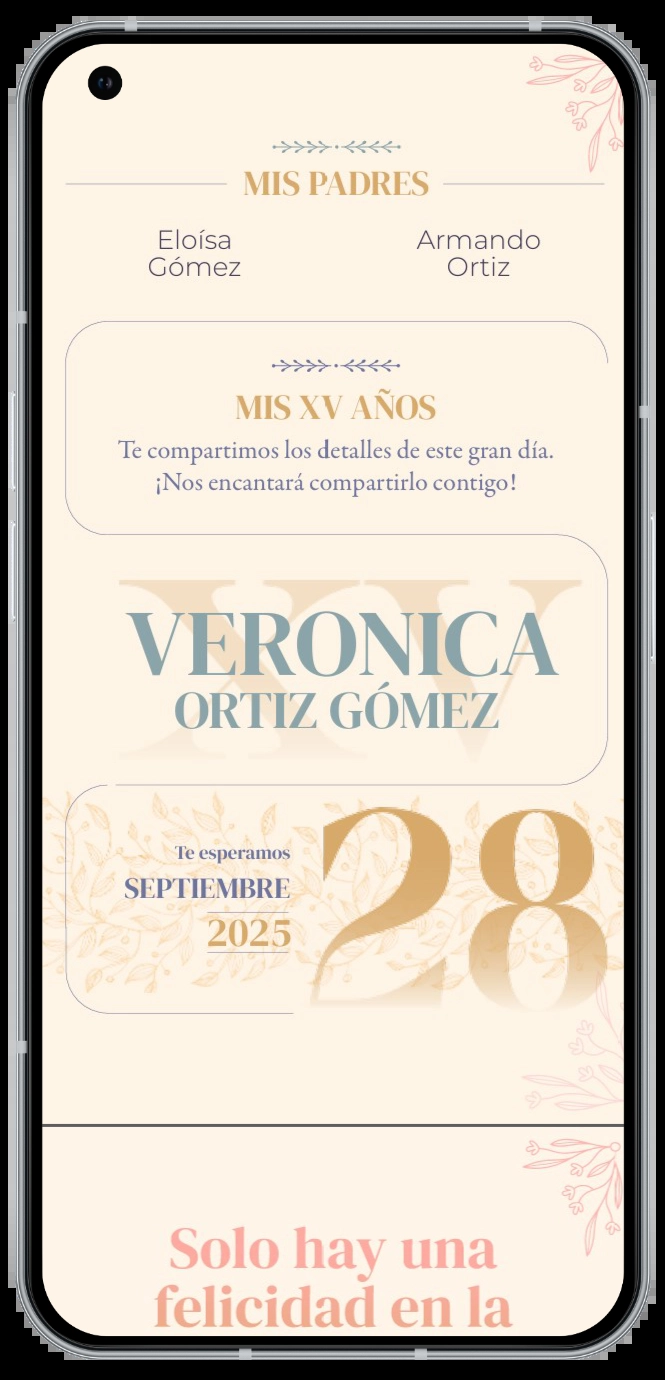 MIS PADRES
Eloísa
Gómez
Armando
Ortiz
MIS XV AÑOS
Te compartimos los detalles de este gran día.
¡Nos encantará compartirlo contigo!
XV
VERONICA
ORTIZ GÓMEZ
Te esperamos
SEPTIEMBRE
2025
28
Solo hay una
felicidad en la